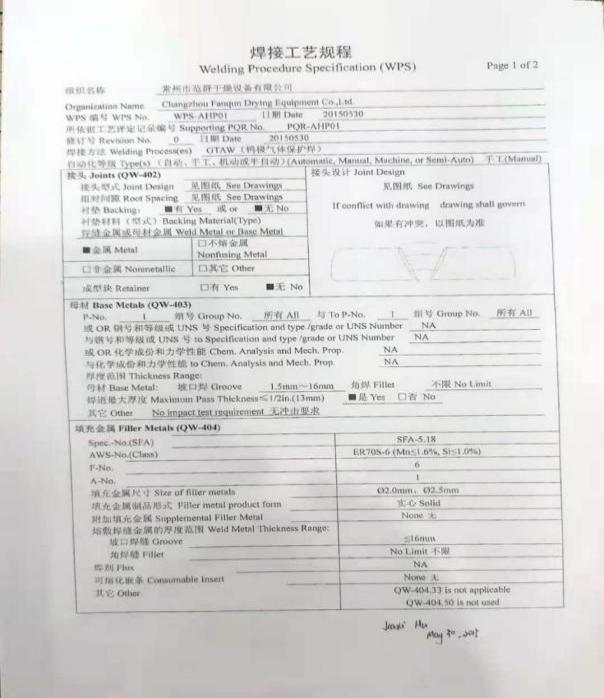 焊接工艺规程
Welding Procedure Specification (WPS) Page 1 of 2
组织名称 常州市范群干燥设备有限公司
Organization Name Changzhou Fanqun Drying Equipment Co.,Ltd.
WPS 编号 WPS No. WPS-AHP01 日期 Date 20150530
所依据工艺评定记录编号 Supporting PQR No. PQR-AHP01
修订号 Revision No. 0 日期 Date 20150530
焊接方法 Welding Process(es) GTAW (钨极气体保护焊)
自动化等级 Type(s) (自动、手工、机动或半自动)(Automatic, Manual, Machine, or Semi-Auto) 手工(Manual)
接头 Joints (QW-402) 接头设计 Joint Design
接头型式 Joint Design 见图纸 See Drawings 见图纸 See Drawings
根部间隙 Root Spacing 见图纸 See Drawings
衬垫 Backing: ■有 Yes 或 or ■无 No If conflict with drawing drawing shall govern
衬垫材料 (型式) Backing Material(Type) 如果有冲突，以图纸为准
焊缝金属或母材金属 Weld Metal or Base Metal
■金属 Metal □不熔金属
Nonfusing Metal
□非金属 Nonmetallic □其它 Other
成型块 Retainer □有 Yes ■无 No
母材 Base Metals (QW-403)
P-No. 1 组号 Group No. 所有 All 与 To P-No. 1 组号 Group No. 所有 All
或 OR 钢号和等级或 UNS 号 Specification and type /grade or UNS Number NA
与钢号和等级或 UNS 号 to Specification and type /grade or UNS Number NA
或 OR 化学成份和力学性能 Chem. Analysis and Mech. Prop. NA
与化学成份和力学性能 to Chem. Analysis and Mech. Prop. NA
厚度范围 Thickness Range:
母材 Base Metal: 坡口焊 Groove 1.5mm~16mm 角焊 Fillet 不限 No Limit
焊道最大厚度 Maximum Pass Thickness≤1/2in.(13mm) ■是 Yes □否 No
其它 Other No impact test requirement 无冲击要求
填充金属 Filler Metals (QW-404)
Spec.-No.(SFA) SFA-5.18
AWS-No.(Class) ER70S-6 (Mn≤1.6%, Si≤1.0%)
F-No. 6
A-No. 1
填充金属尺寸 Size of filler metals Ø2.0mm、Ø2.5mm
填充金属制品形式 Filler metal product form 实心 Solid
附加填充金属 Supplemental Filler Metal None 无
熔敷焊缝金属的厚度范围 Weld Metal Thickness Range:
坡口焊缝 Groove ≤16mm
角焊缝 Fillet No Limit 不限
焊剂 Flux NA
可熔化嵌条 Consumable Insert None 无
其它 Other QW-404.33 is not applicable
QW-404.50 is not used
Hu
May 30, 2015